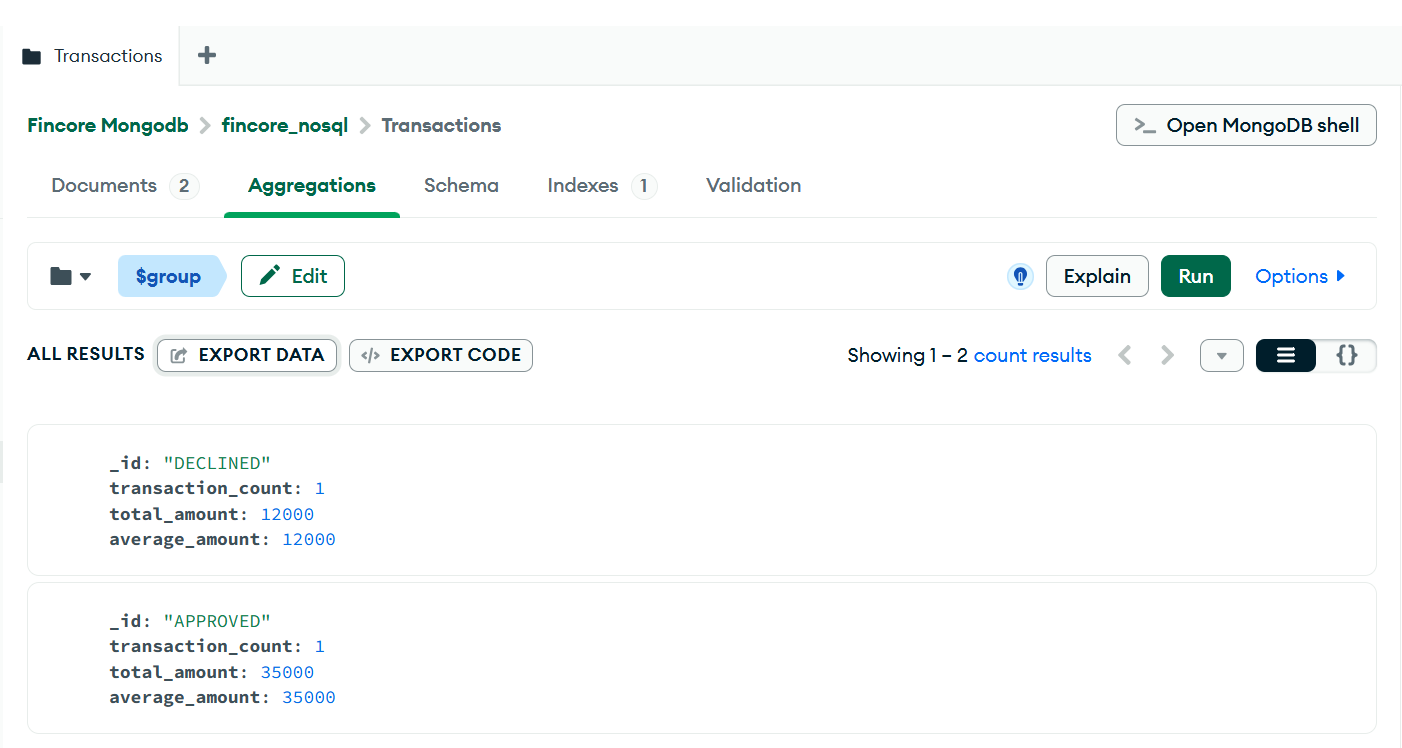 Transactions
Fincore Mongodb fincore_nosql Transactions
>_ Open MongoDB shell
Documents 2 Aggregations Schema Indexes 1 Validation
$group Edit Explain Run Options
ALL RESULTS EXPORT DATA </> EXPORT CODE Showing 1 – 2 count results {}
_id: "DECLINED"
transaction_count: 1
total_amount: 12000
average_amount: 12000
_id: "APPROVED"
transaction_count: 1
total_amount: 35000
average_amount: 35000